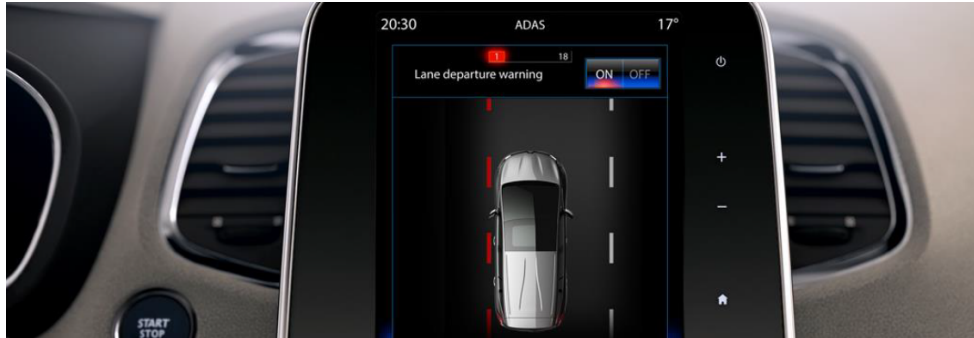 20:30 ADAS 17°
1 18
Lane departure warning ON OFF
+
−
START
STOP